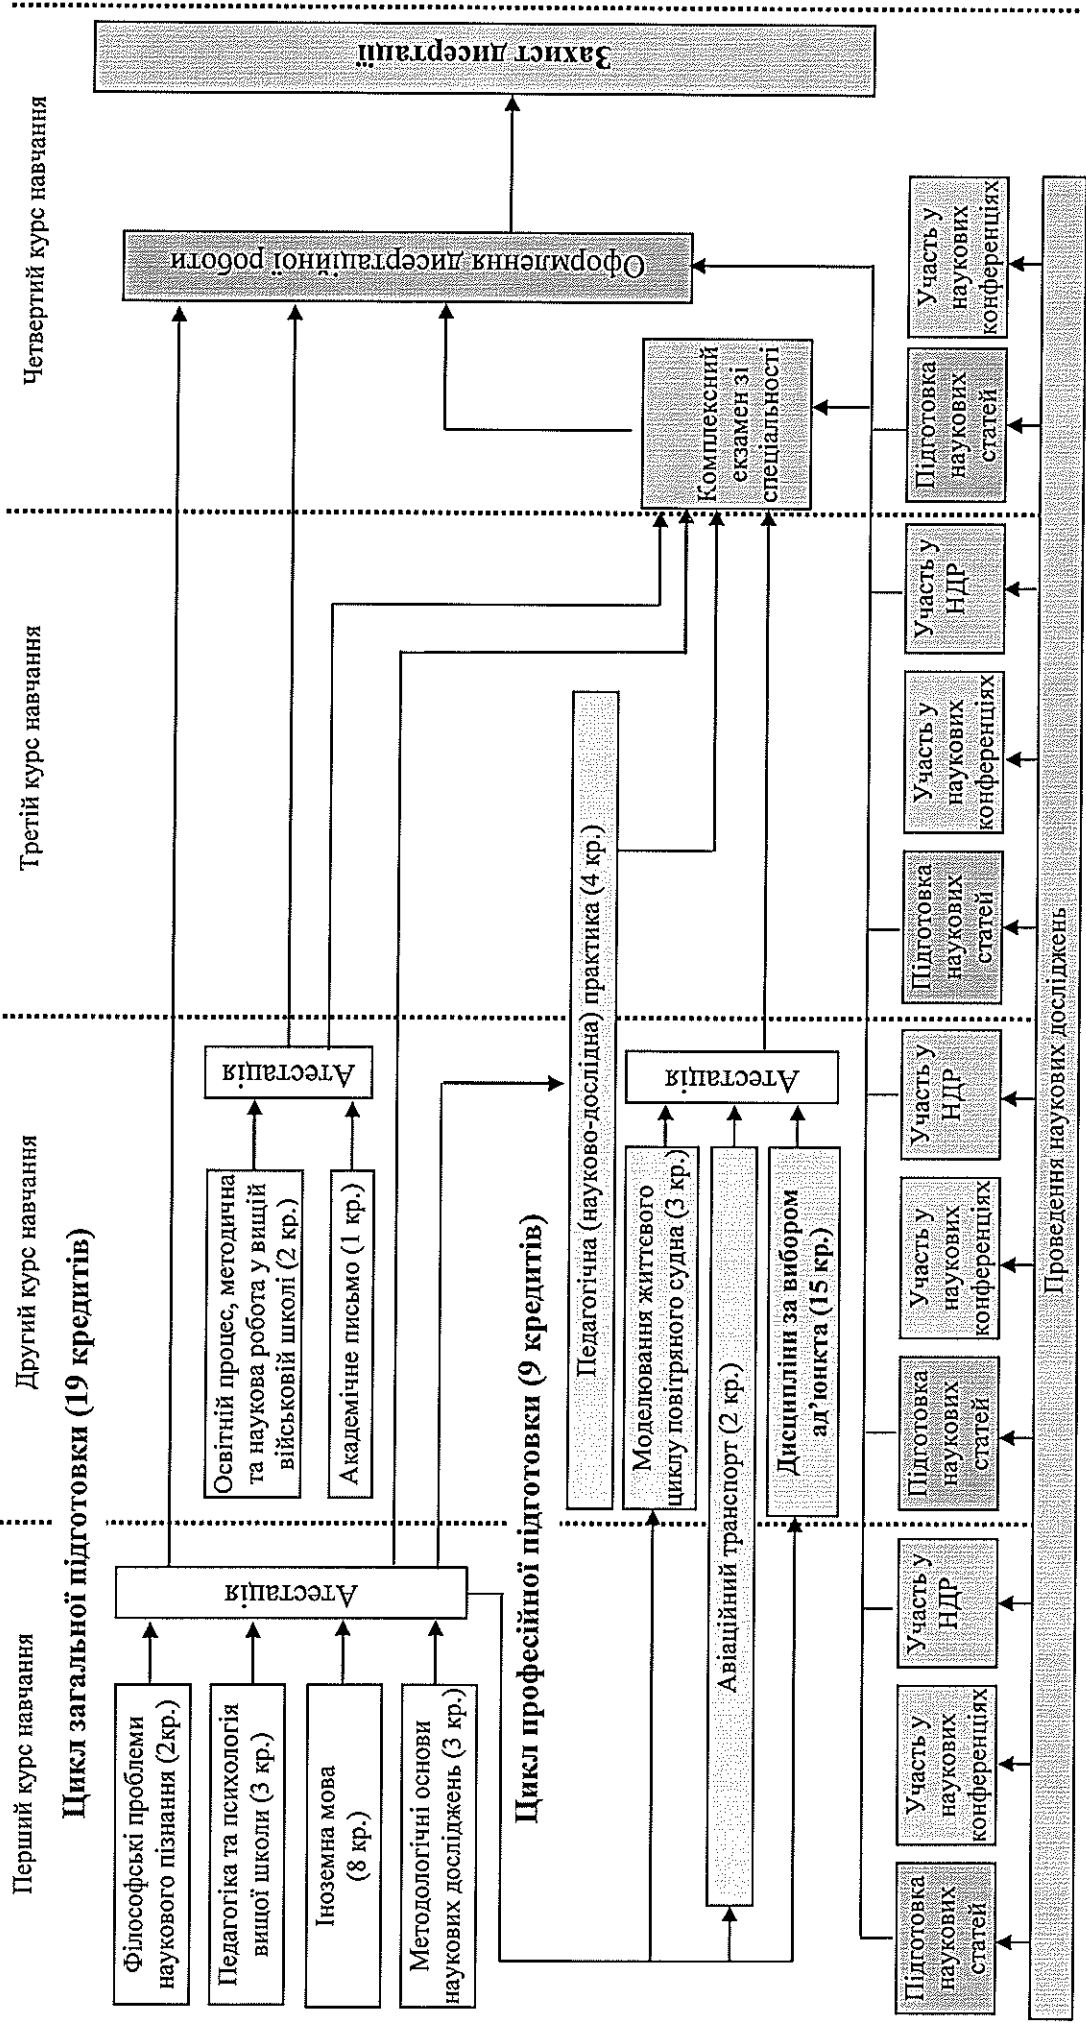 Перший курс навчання
Другий курс навчання
Третій курс навчання
Четвертий курс навчання
Цикл загальної підготовки (19 кредитів)
Філософські проблеми
наукового пізнання (2кр.)
Педагогіка та психологія
вищої школи (3 кр.)
Іноземна мова
(8 кр.)
Методологічні основи
наукових досліджень (3 кр.)
Атестація
Освітній процес, методична
та наукова робота у вищій
військовій школі (2 кр.)
Академічне письмо (1 кр.)
Атестація
Цикл професійної підготовки (9 кредитів)
Педагогічна (науково-дослідна) практика (4 кр.)
Моделювання життєвого
циклу повітряного судна (3 кр.)
Авіаційний транспорт (2 кр.)
Дисципліни за вибором
ад’юнкта (15 кр.)
Атестація
Комплексний
екзамен зі
спеціальності
Оформлення дисертаційної роботи
Захист дисертації
Підготовка
наукових
статей
Участь у
наукових
конференціях
Участь у
НДР
Підготовка
наукових
статей
Участь у
наукових
конференціях
Участь у
НДР
Підготовка
наукових
статей
Участь у
наукових
конференціях
Участь у
НДР
Підготовка
наукових
статей
Участь у
наукових
конференціях
Проведення наукових досліджень